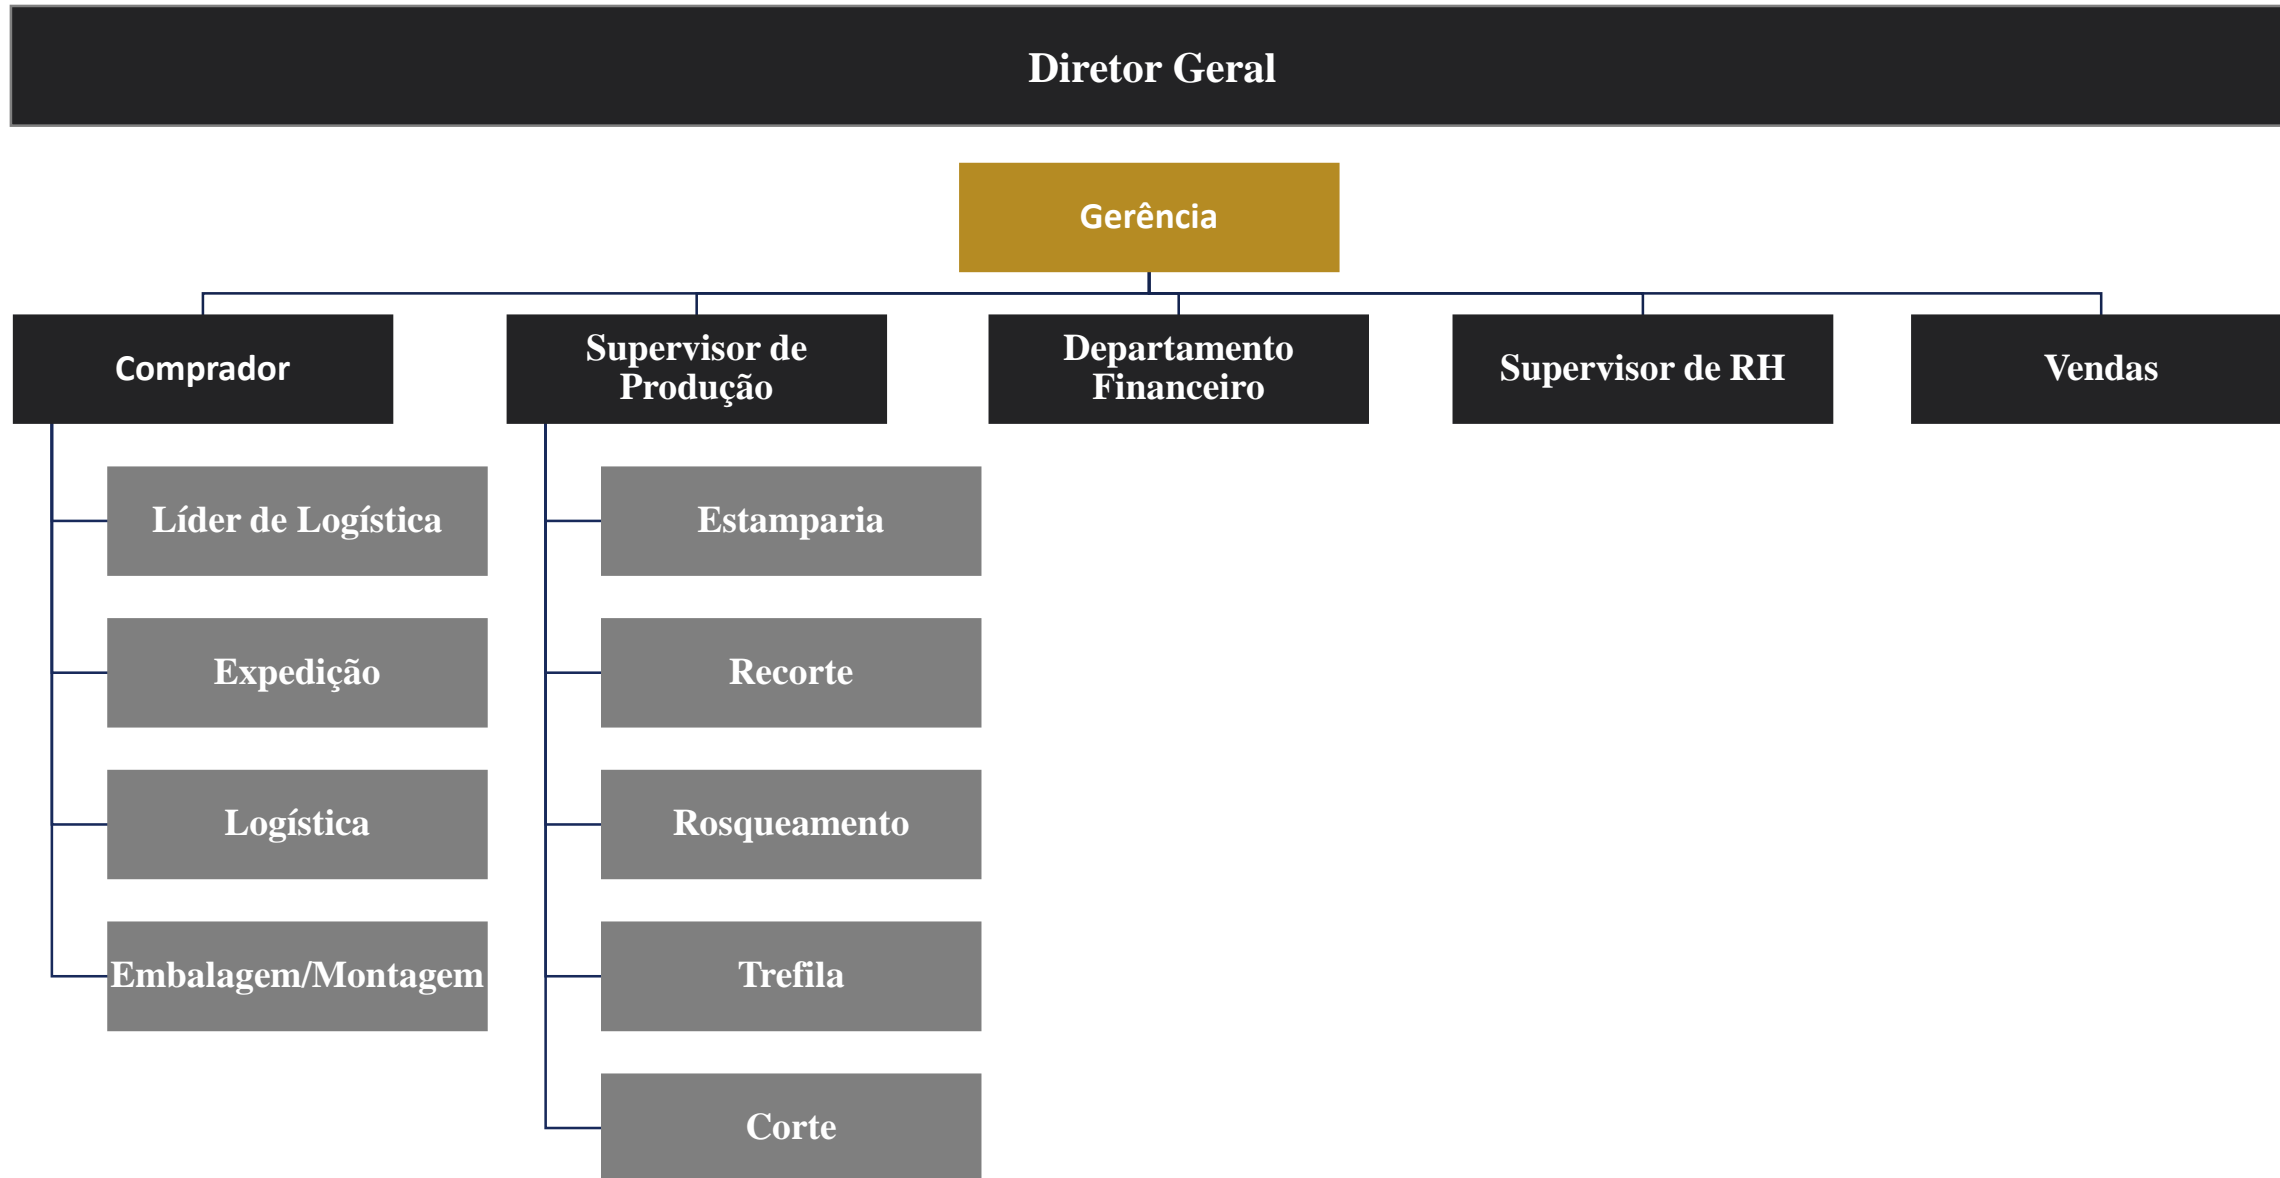 Diretor Geral
Gerência
Comprador
Supervisor de
Produção
Departamento
Financeiro
Supervisor de RH
Vendas
Líder de Logística
Estamparia
Expedição
Recorte
Logística
Rosqueamento
Embalagem/Montagem
Trefila
Corte